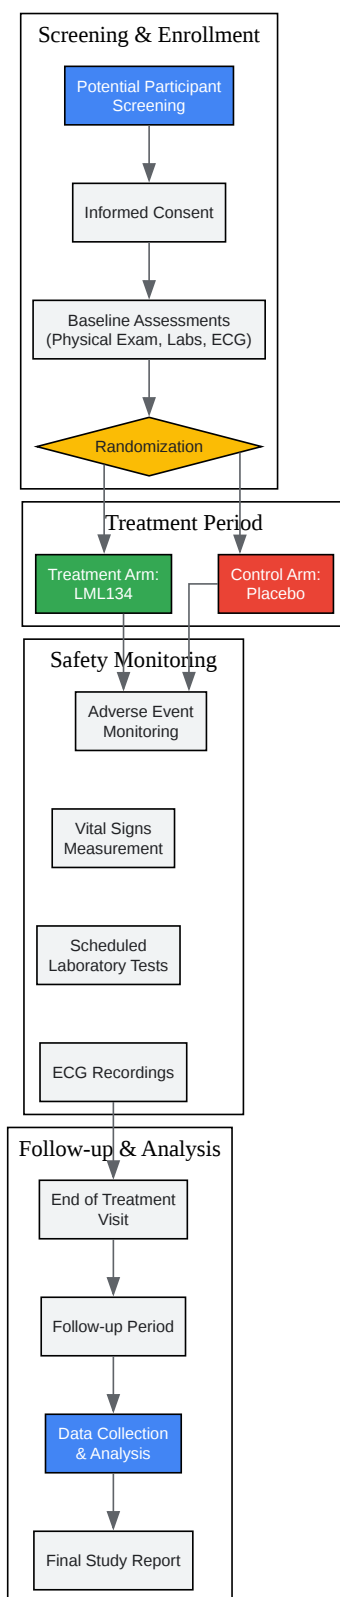 Screening & Enrollment
Potential Participant
Screening
Informed Consent
Baseline Assessments
(Physical Exam, Labs, ECG)
Randomization
Treatment Period
Treatment Arm:
LML134
Control Arm:
Placebo
Safety Monitoring
Adverse Event
Monitoring
Vital Signs
Measurement
Scheduled
Laboratory Tests
ECG Recordings
Follow-up & Analysis
End of Treatment
Visit
Follow-up Period
Data Collection
& Analysis
Final Study Report